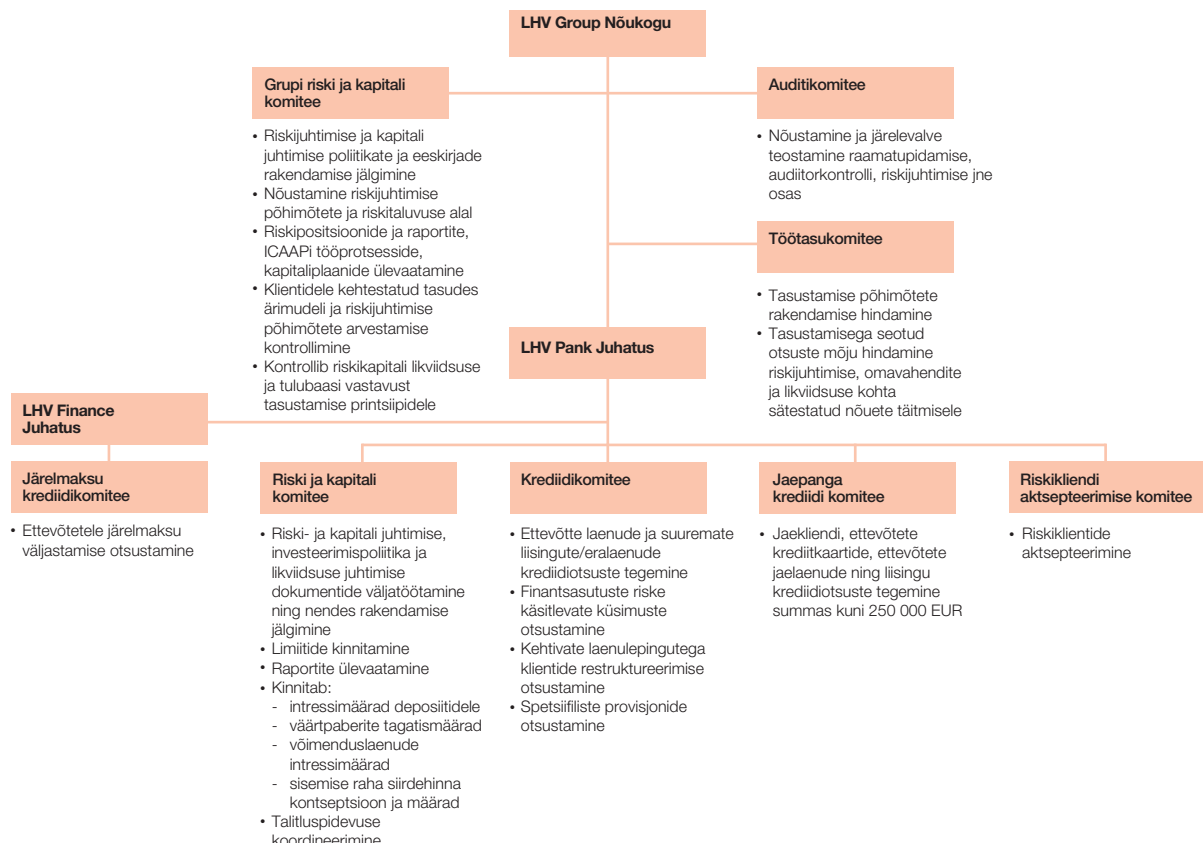 LHV Group Nõukogu
Grupi riski ja kapitali
komitee
• Riskijuhtimise ja kapitali
juhtimise poliitikate ja eeskirjade
rakendamise jälgimine
• Nõustamine riskijuhtimise
põhimõtete ja riskitaluvuse alal
• Riskipositsioonide ja raportite,
ICAAPi tööprotsesside,
kapitaliplaanide ülevaatamine
• Klientidele kehtestatud tasudes
ärimudeli ja riskijuhtimise
põhimõtete arvestamise
kontrollimine
• Kontrollib riskikapitali likviidsuse
ja tulubaasi vastavust
tasustamise printsiipidele
Auditikomitee
• Nõustamine ja järelevalve
teostamine raamatupidamise,
audiitorkontrolli, riskijuhtimise jne
osas
Töötasukomitee
• Tasustamise põhimõtete
rakendamise hindamine
• Tasustamisega seotud
otsuste mõju hindamine
riskijuhtimise, omavahendite
ja likviidsuse kohta
sätestatud nõuete täitmisele
LHV Pank Juhatus
LHV Finance
Juhatus
Järelmaksu
krediidikomitee
• Ettevõtetele järelmaksu
väljastamise otsustamine
Riski ja kapitali
komitee
• Riski- ja kapitali juhtimise,
investeerimispoliitika ja
likviidsuse juhtimise
dokumentide väljatöötamine
ning nendes rakendamise
jälgimine
• Limiitide kinnitamine
• Raportite ülevaatamine
• Kinnitab:
- intressimäärad deposiitidele
- väärtpaberite tagatismäärad
- võimenduslaenude
intressimäärad
- sisemise raha siirdehinna
kontseptsioon ja määrad
• Talitluspidevuse
koordineerimine
Krediidikomitee
• Ettevõtte laenude ja suuremate
liisingute/eralaenude
krediidiotsuste tegemine
• Finantsasutuste riske
käsitlevate küsimuste
otsustamine
• Kehtivate laenulepingutega
klientide restruktureerimise
otsustamine
• Spetsiifiliste provisjonide
otsustamine
Jaepanga
krediidi komitee
• Jaekliendi, ettevõtete
krediitkaartide, ettevõtete
jaelaenude ning liisingu
krediidiotsuste tegemine
summas kuni 250 000 EUR
Riskikliendi
aktsepteerimise komitee
• Riskiklientide
aktsepteerimine